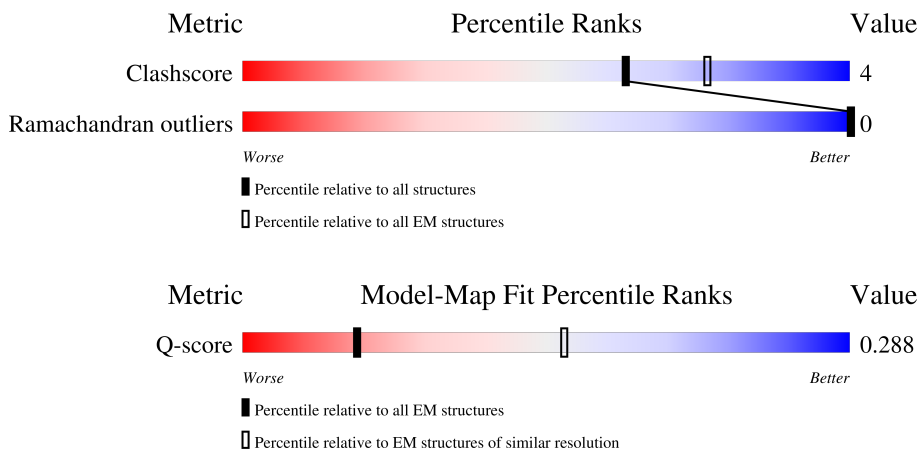 Metric Percentile Ranks Value
Clashscore 4
Ramachandran outliers 0
Worse Better
Percentile relative to all structures
Percentile relative to all EM structures
Metric Model-Map Fit Percentile Ranks Value
Q-score 0.288
Worse Better
Percentile relative to all EM structures
Percentile relative to EM structures of similar resolution